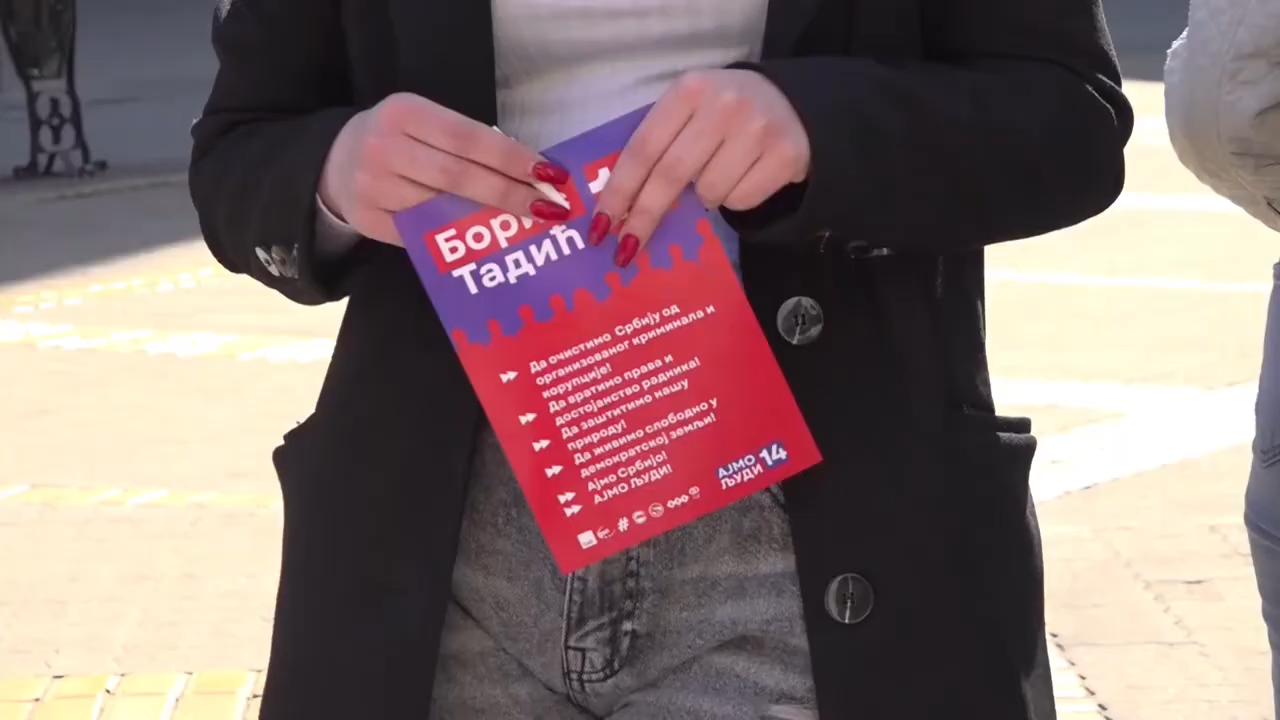 Тадић
Да очистимо Србију од
организованог криминала и
корупције!
Да вратимо права и
достојанство радника!
Да заштитимо нашу
природу!
Да живимо слободно у
демократској земљи!
Ајмо Србијо!
АЈМО ЉУДИ!
АЈМО
ЉУДИ 14